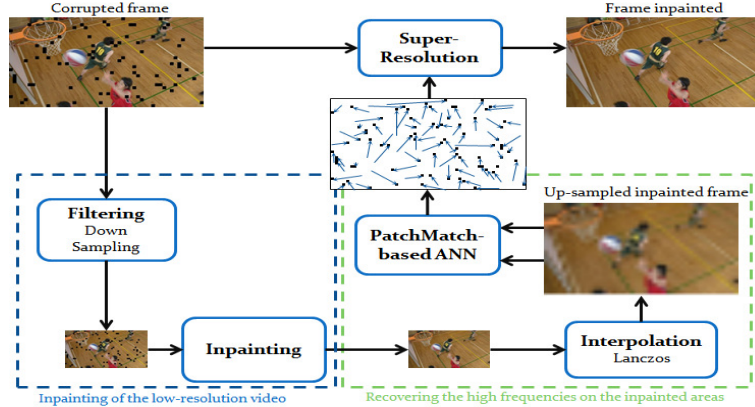 Corrupted frame
Frame inpainted
Super-
Resolution
Up-sampled inpainted frame
Filtering
Down
Sampling
PatchMatch-
based ANN
Inpainting
Interpolation
Lanczos
Inpainting of the low-resolution video
Recovering the high frequencies on the inpainted areas